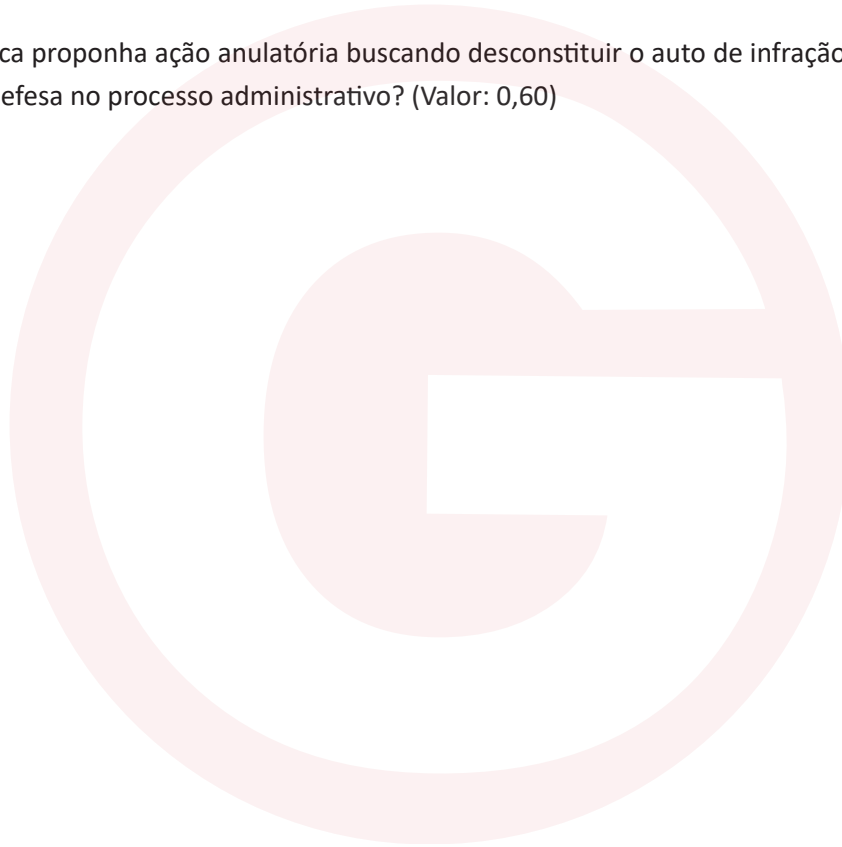 ca proponha ação anulatória buscando desconstituir o auto de infração
efesa no processo administrativo? (Valor: 0,60)